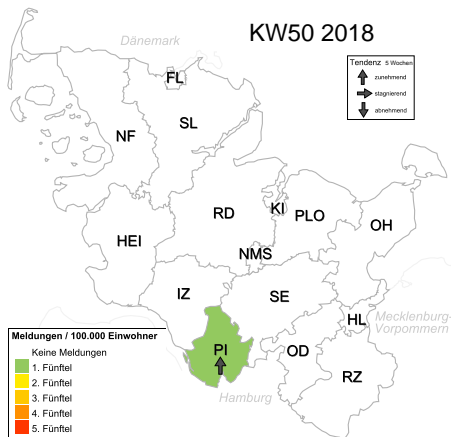 KW50 2018
Dänemark
Tendenz 5 Wochen
zunehmend
stagnierend
abnehmend
FL
SL
NF
RD
KI
PLO
OH
HEI
NMS
IZ
SE
HL
Mecklenburg-
Vorpommern
PI
OD
RZ
Hamburg
Meldungen / 100.000 Einwohner
Keine Meldungen
1. Fünftel
2. Fünftel
3. Fünftel
4. Fünftel
5. Fünftel